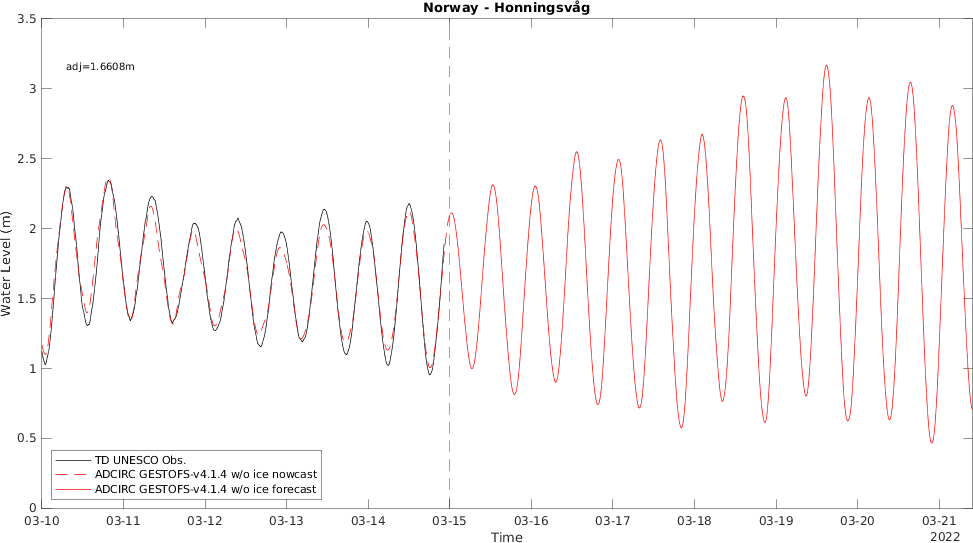 Norway - Honningsvåg
3.5
adj=1.6608m
3
2.5
2
Water Level (m)
1.5
1
0.5
TD UNESCO Obs.
ADCIRC GESTOFS-v4.1.4 w/o ice nowcast
ADCIRC GESTOFS-v4.1.4 w/o ice forecast
0
03-10 03-11 03-12 03-13 03-14 03-15 03-16 03-17 03-18 03-19 03-20 03-21
Time
2022